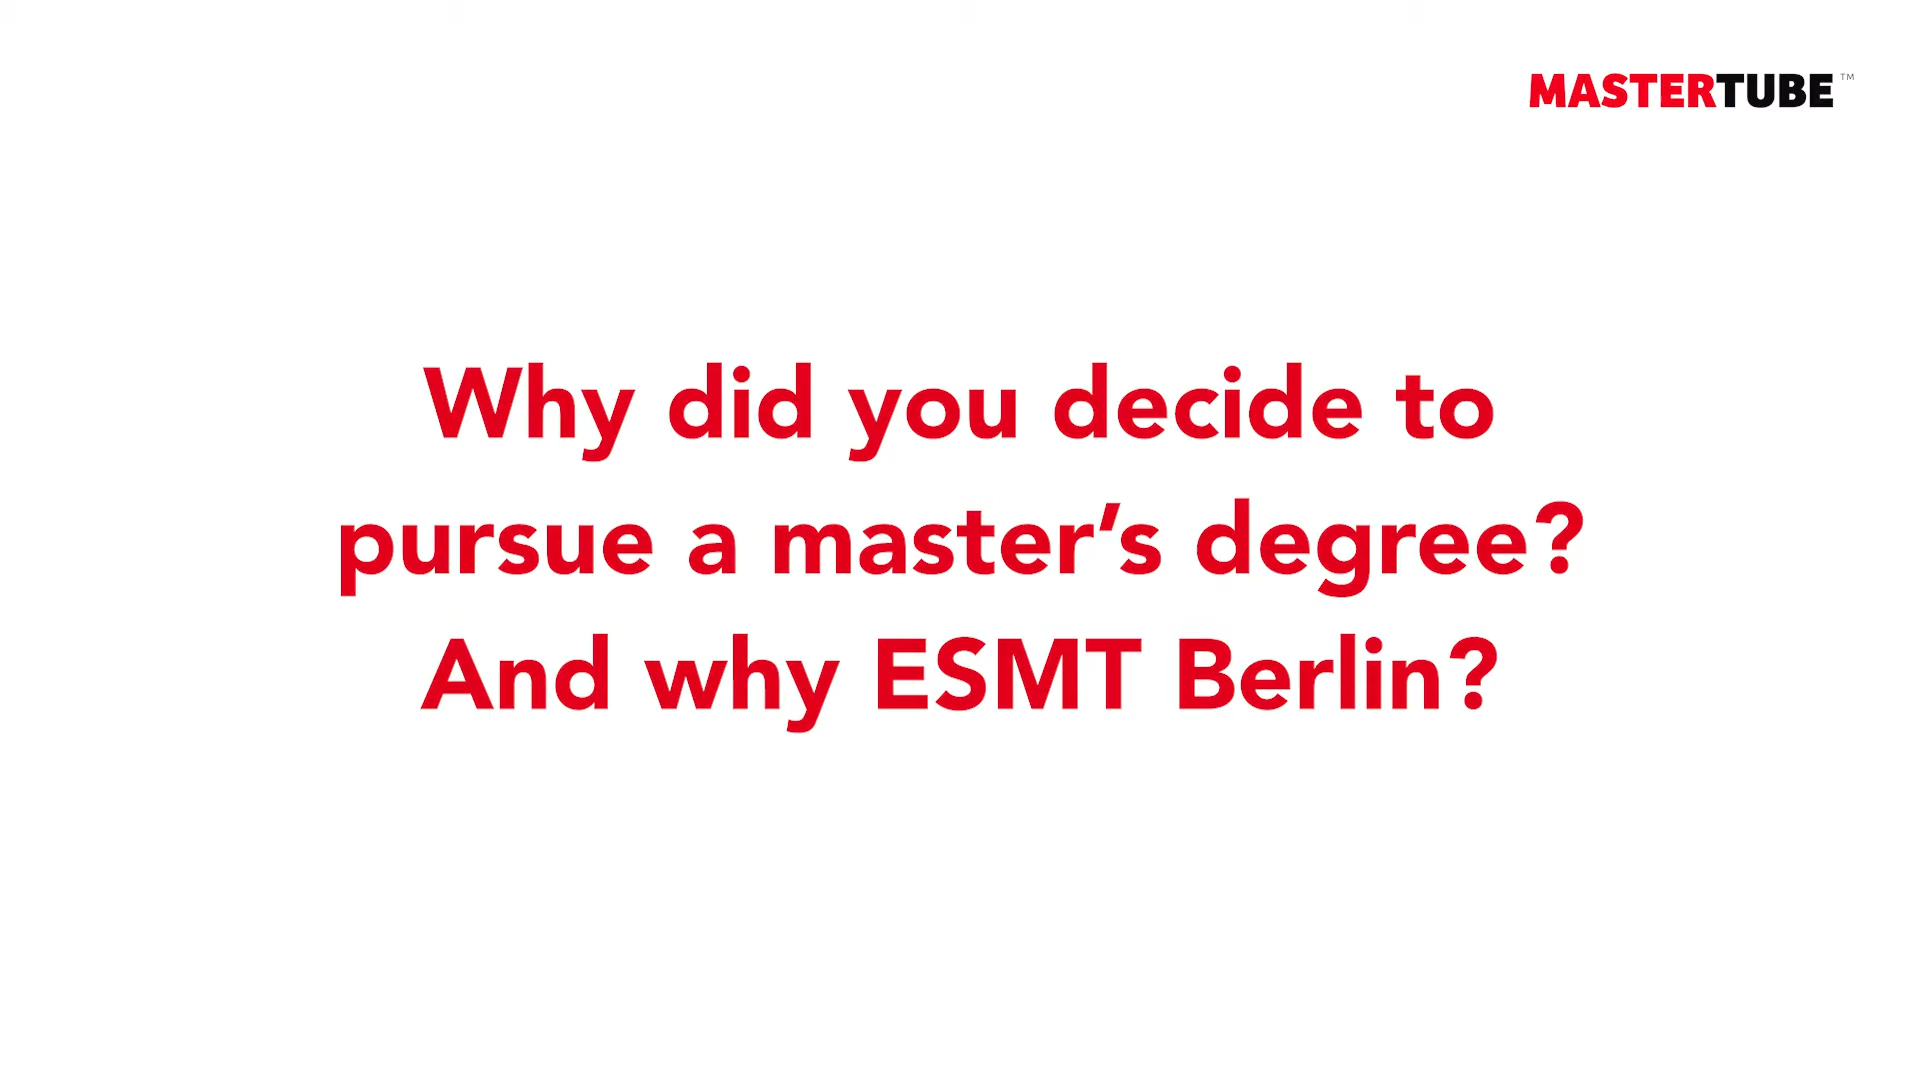 MASTERTUBE™
Why did you decide to
pursue a master’s degree?
And why ESMT Berlin?